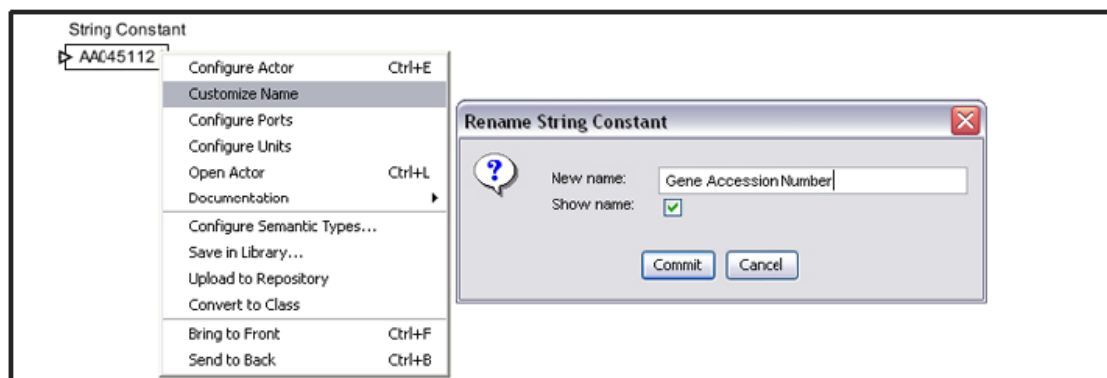 String Constant
AA045112
Configure Actor Ctrl+E
Customize Name
Configure Ports
Configure Units
Open Actor Ctrl+L
Documentation
Configure Semantic Types...
Save in Library...
Upload to Repository
Convert to Class
Bring to Front Ctrl+F
Send to Back Ctrl+B
Rename String Constant
New name: Gene Accession Number
Show name:
Commit Cancel